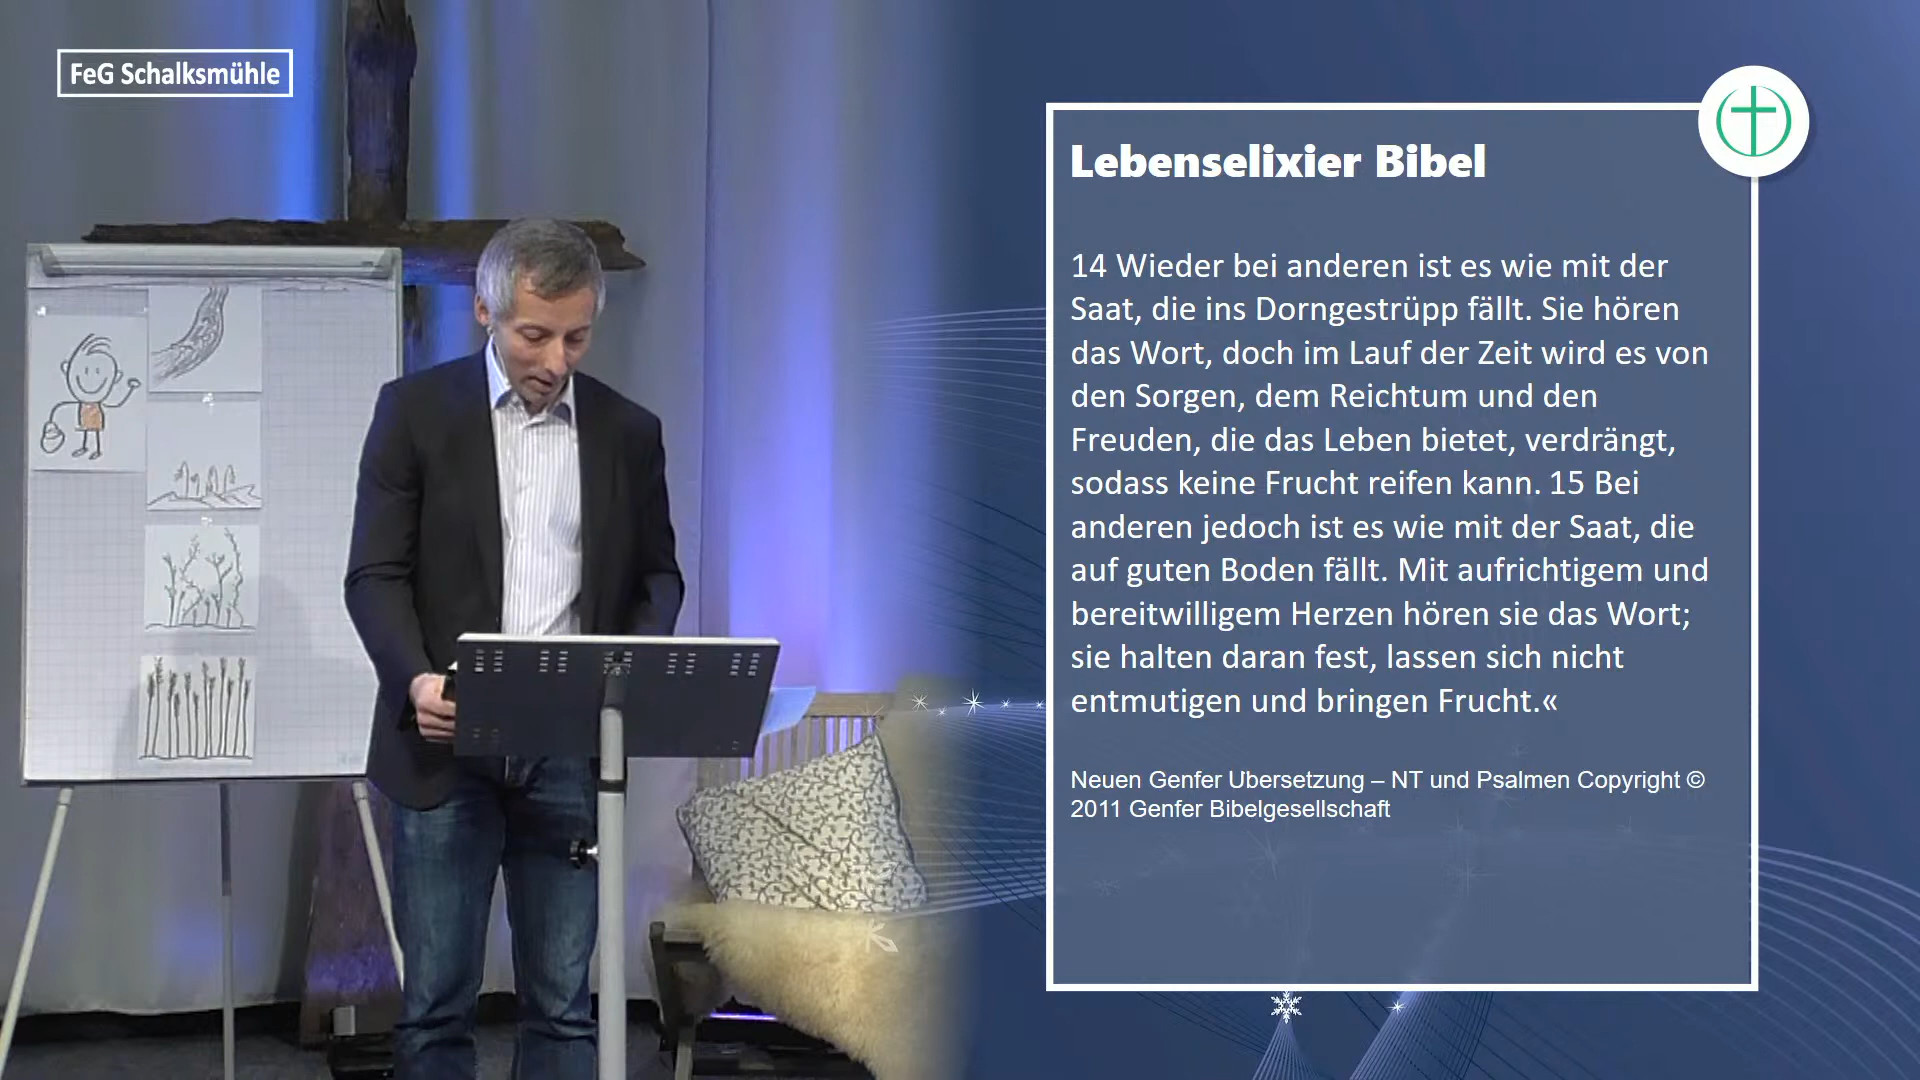 FeG Schalksmühle
Lebenselixier Bibel
14 Wieder bei anderen ist es wie mit der
Saat, die ins Dorngestrüpp fällt. Sie hören
das Wort, doch im Lauf der Zeit wird es von
den Sorgen, dem Reichtum und den
Freuden, die das Leben bietet, verdrängt,
sodass keine Frucht reifen kann. 15 Bei
anderen jedoch ist es wie mit der Saat, die
auf guten Boden fällt. Mit aufrichtigem und
bereitwilligem Herzen hören sie das Wort;
sie halten daran fest, lassen sich nicht
entmutigen und bringen Frucht.«
Neuen Genfer Ubersetzung – NT und Psalmen Copyright ©
2011 Genfer Bibelgesellschaft